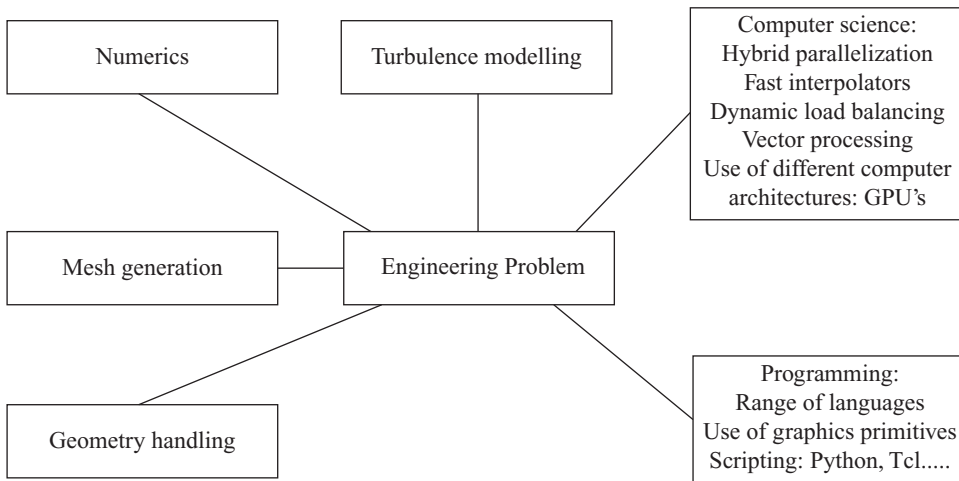 Numerics
Turbulence modelling
Computer science:
Hybrid parallelization
Fast interpolators
Dynamic load balancing
Vector processing
Use of different computer
architectures: GPU’s
Mesh generation
Engineering Problem
Geometry handling
Programming:
Range of languages
Use of graphics primitives
Scripting: Python, Tcl.....